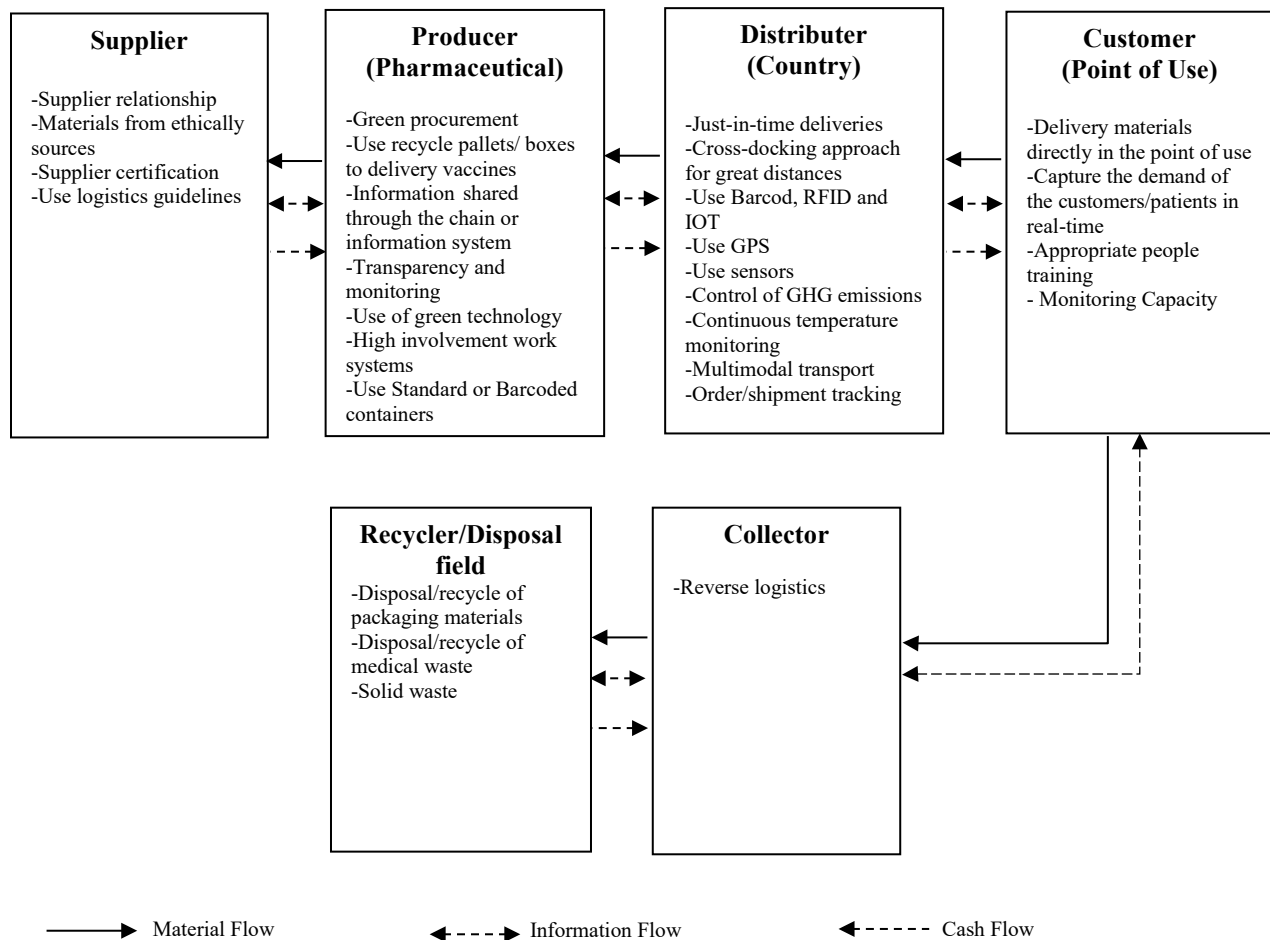 Supplier
-Supplier relationship
-Materials from ethically
sources
-Supplier certification
-Use logistics guidelines
Producer
(Pharmaceutical)
-Green procurement
-Use recycle pallets/ boxes
to delivery vaccines
-Information shared
through the chain or
information system
-Transparency and
monitoring
-Use of green technology
-High involvement work
systems
-Use Standard or Barcoded
containers
Distributer
(Country)
-Just-in-time deliveries
-Cross-docking approach
for great distances
-Use Barcod, RFID and
IOT
-Use GPS
-Use sensors
-Control of GHG emissions
-Continuous temperature
monitoring
-Multimodal transport
-Order/shipment tracking
Customer
(Point of Use)
-Delivery materials
directly in the point of use
-Capture the demand of
the customers/patients in
real-time
-Appropriate people
training
- Monitoring Capacity
Recycler/Disposal
field
-Disposal/recycle of
packaging materials
-Disposal/recycle of
medical waste
-Solid waste
Collector
-Reverse logistics
Material Flow
Information Flow
Cash Flow